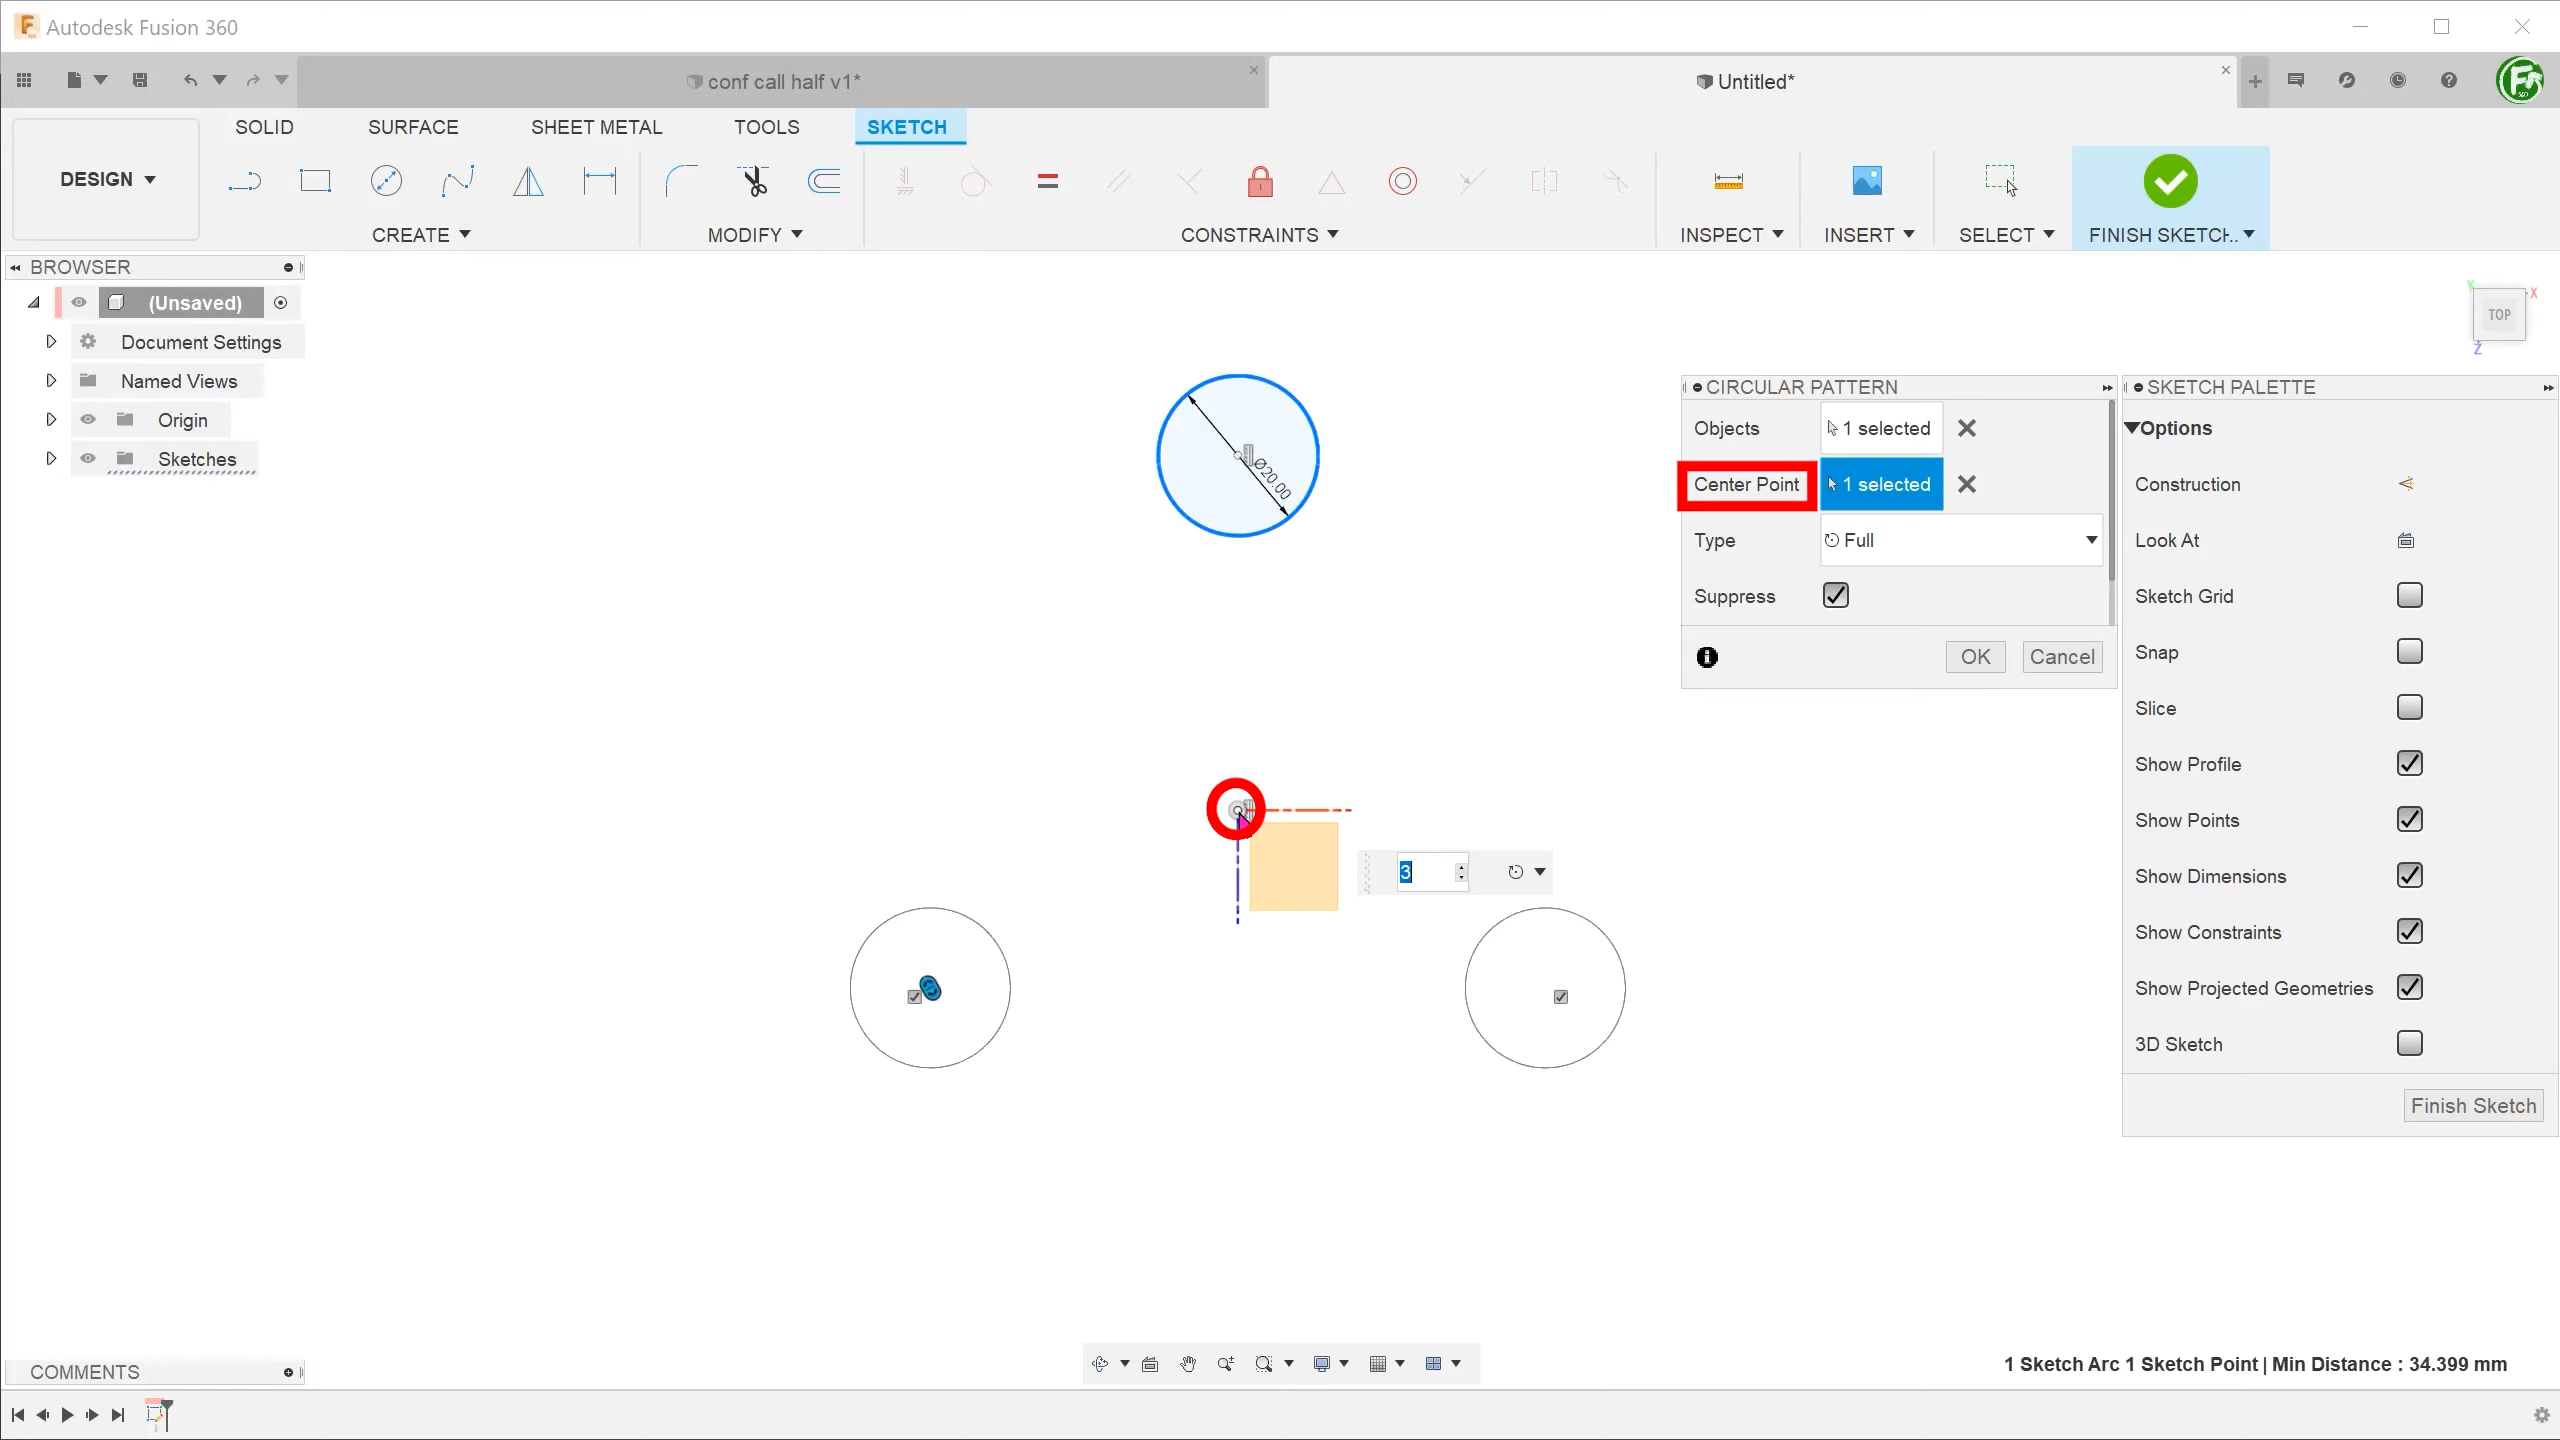 Autodesk Fusion 360
conf call half v1*
Untitled*
SOLID
SURFACE
SHEET METAL
TOOLS
SKETCH
DESIGN
CREATE
MODIFY
CONSTRAINTS
INSPECT
INSERT
SELECT
FINISH SKETCH..
BROWSER
(Unsaved)
Document Settings
Named Views
Origin
Sketches
Y
X
TOP
Z
Ø20.00
CIRCULAR PATTERN
Objects
1 selected
Center Point
1 selected
Type
Full
Suppress
OK
Cancel
SKETCH PALETTE
Options
Construction
Look At
Sketch Grid
Snap
Slice
Show Profile
Show Points
Show Dimensions
Show Constraints
Show Projected Geometries
3D Sketch
Finish Sketch
3
COMMENTS
1 Sketch Arc 1 Sketch Point | Min Distance : 34.399 mm